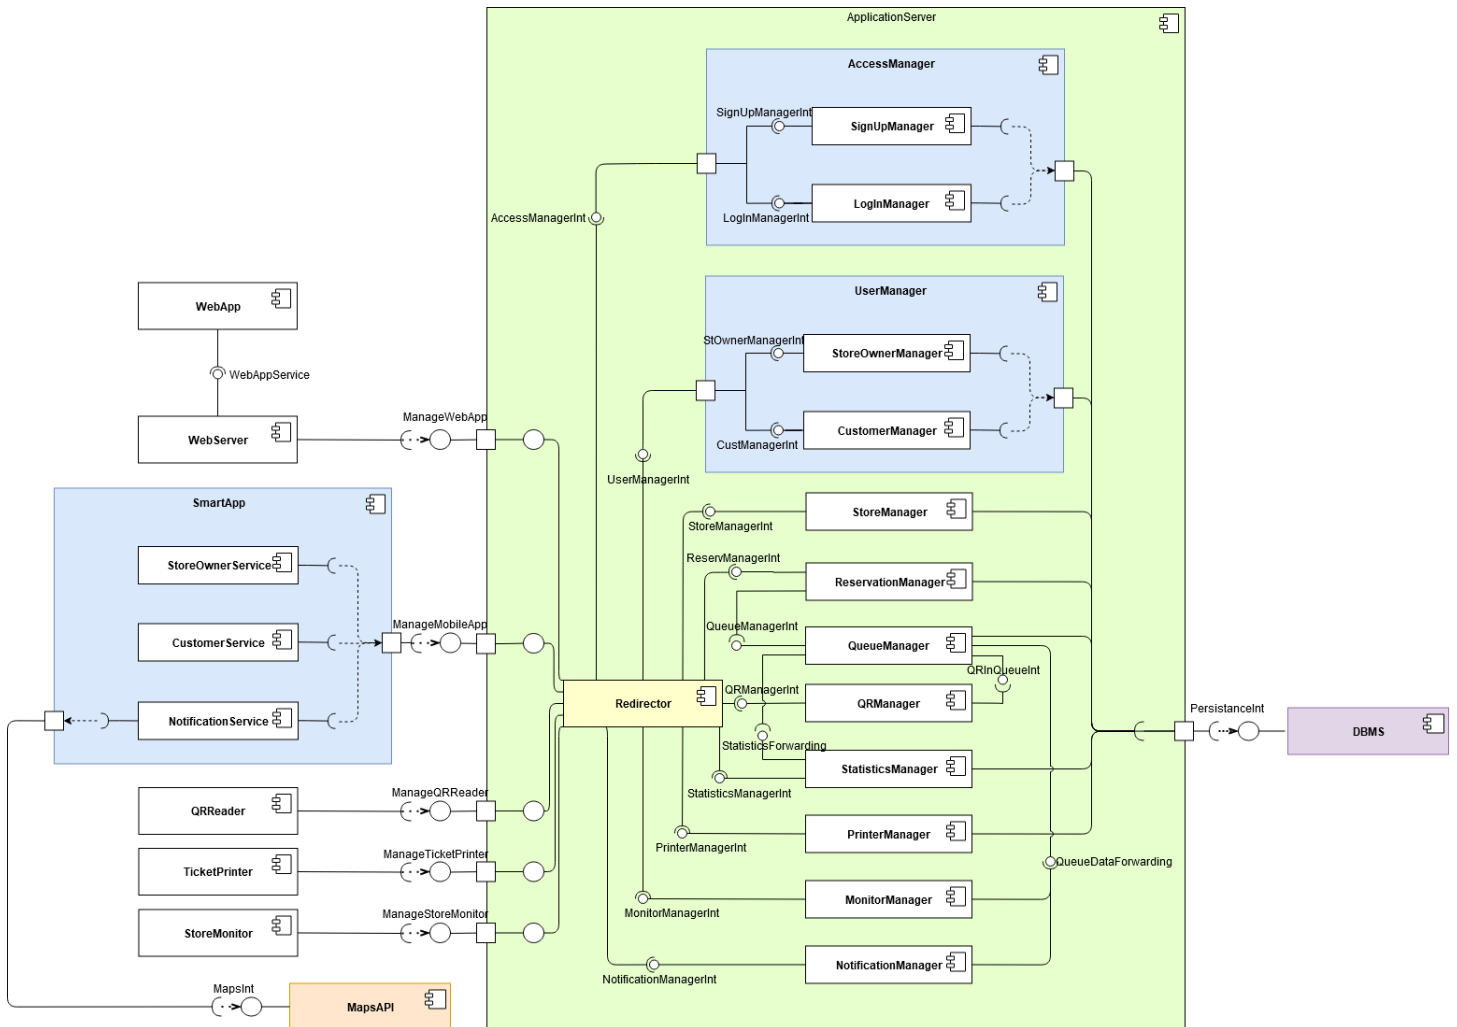 ApplicationServer
AccessManager
SignUpManagerInt
SignUpManager
LogInManager
LogInManagerInt
AccessManagerInt
UserManager
StOwnerManagerInt
StoreOwnerManager
CustomerManager
CustManagerInt
UserManagerInt
WebApp
WebAppService
WebServer
ManageWebApp
SmartApp
StoreOwnerService
CustomerService
NotificationService
ManageMobileApp
StoreManager
StoreManagerInt
ReservManagerInt
ReservationManager
QueueManagerInt
QueueManager
QRInQueueInt
Redirector
QRManagerInt
QRManager
StatisticsForwarding
StatisticsManager
StatisticsManagerInt
PersistanceInt
DBMS
QRReader
ManageQRReader
PrinterManager
PrinterManagerInt
TicketPrinter
ManageTicketPrinter
QueueDataForwarding
MonitorManager
MonitorManagerInt
StoreMonitor
ManageStoreMonitor
NotificationManager
NotificationManagerInt
MapsInt
MapsAPI